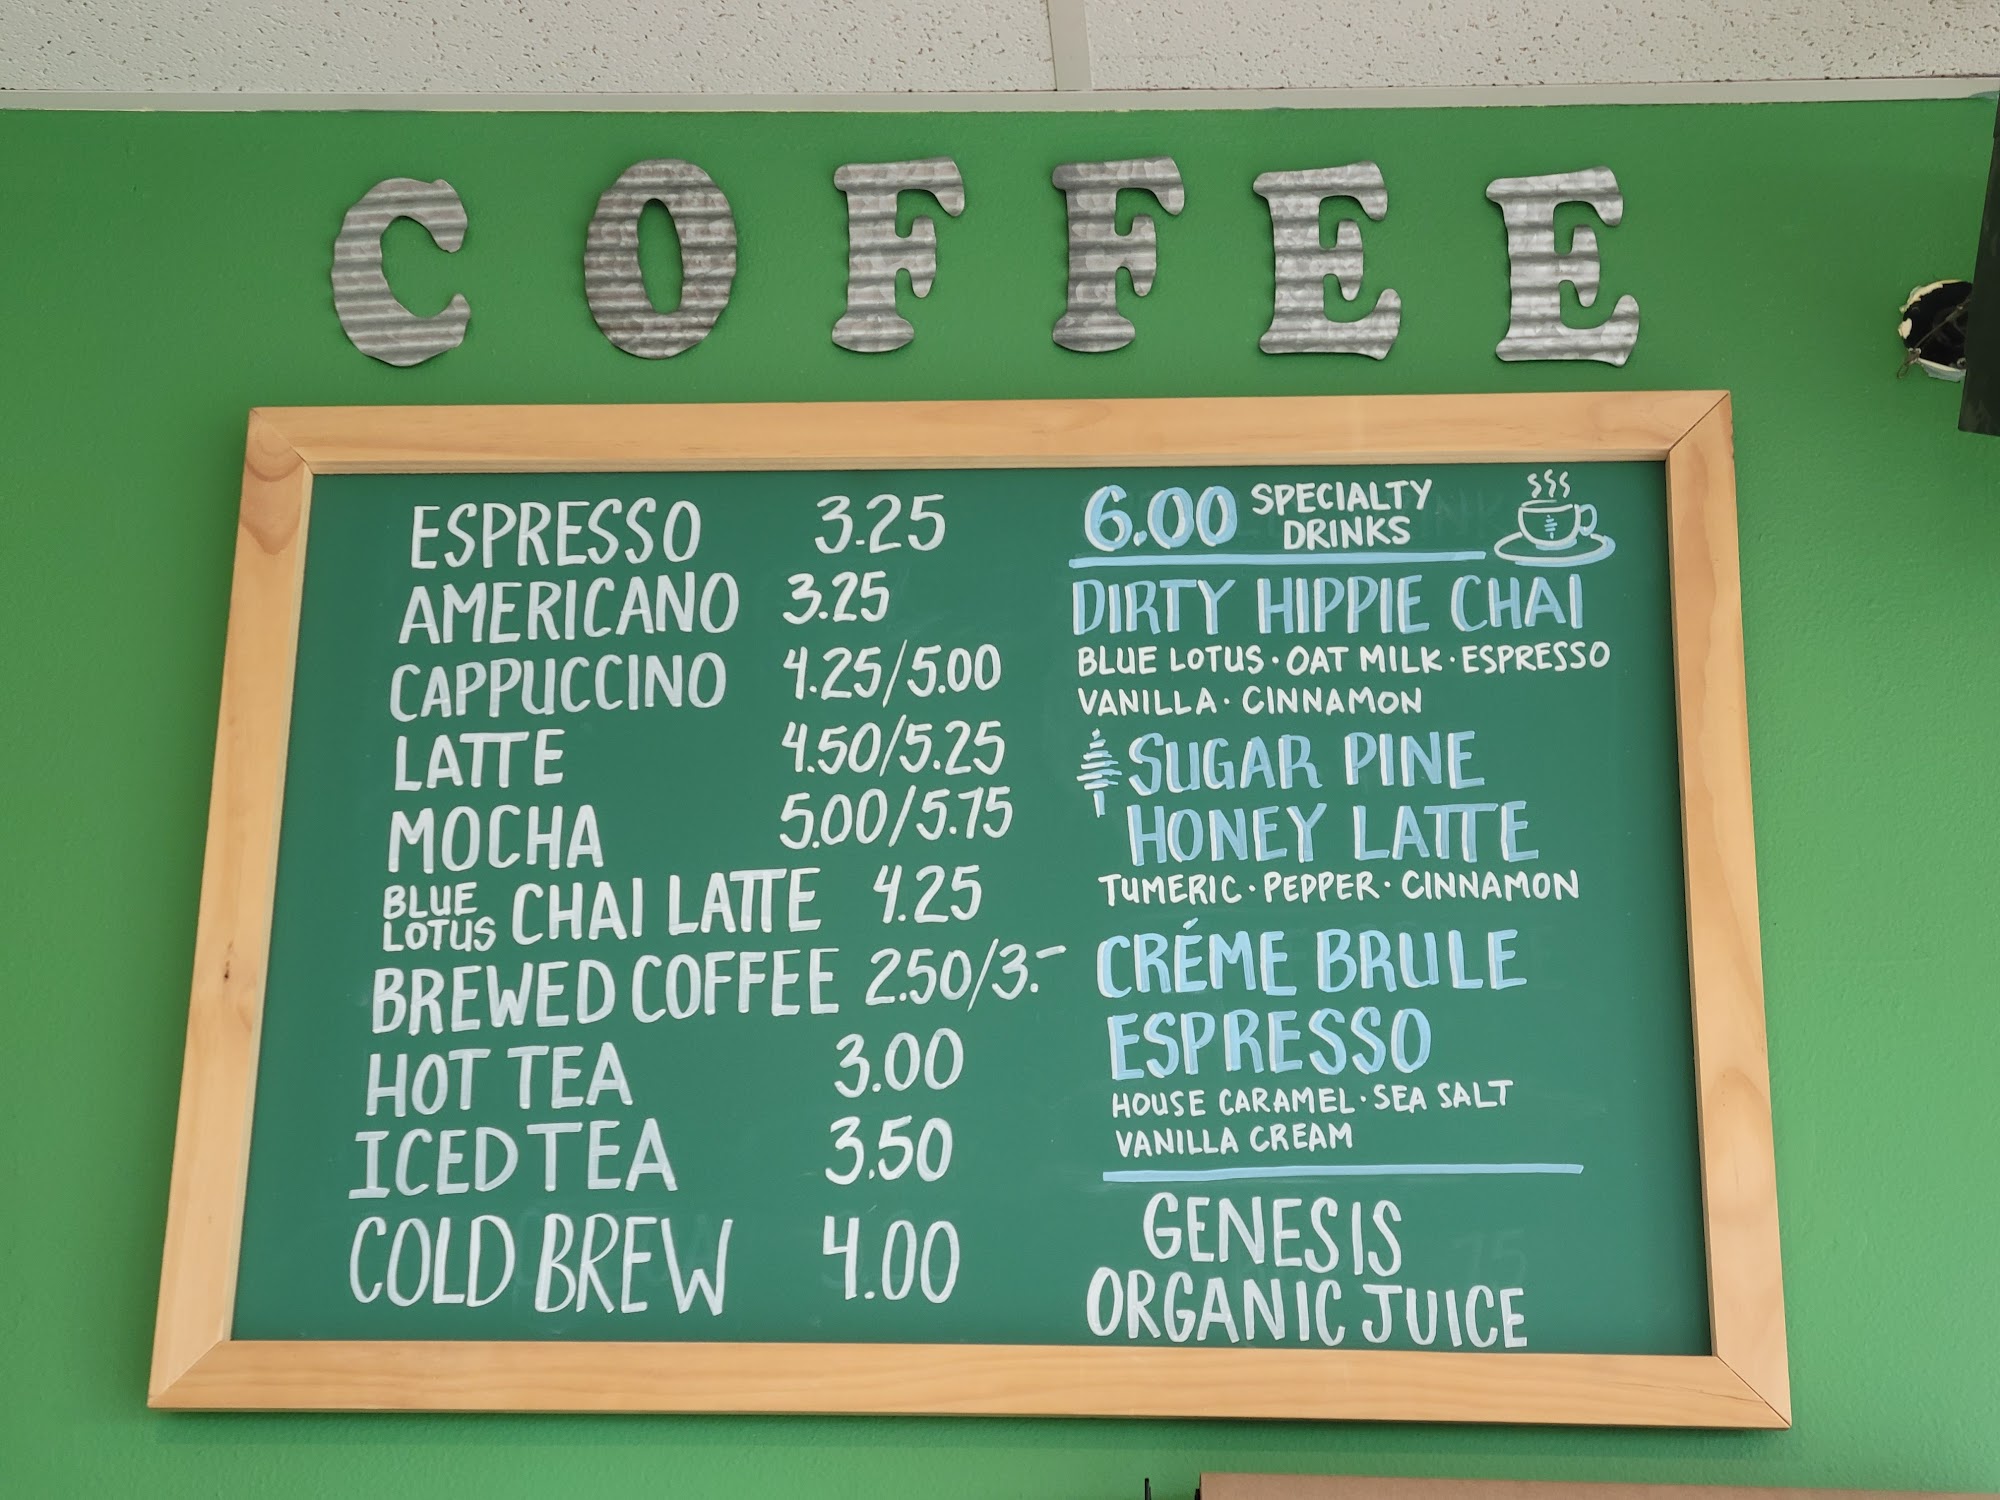 COFFEE
ESPRESSO 3.25
AMERICANO 3.25
CAPPUCCINO 4.25/5.00
LATTE 4.50/5.25
MOCHA 5.00/5.75
BLUE LOTUS CHAI LATTE 4.25
BREWED COFFEE 2.50/3.-
HOT TEA 3.00
ICED TEA 3.50
COLD BREW 4.00
6.00 SPECIALTY DRINKS
DIRTY HIPPIE CHAI
BLUE LOTUS · OAT MILK · ESPRESSO
VANILLA · CINNAMON
SUGAR PINE
HONEY LATTE
TUMERIC · PEPPER · CINNAMON
CRÉME BRULE
ESPRESSO
HOUSE CARAMEL · SEA SALT
VANILLA CREAM
GENESIS
ORGANIC JUICE